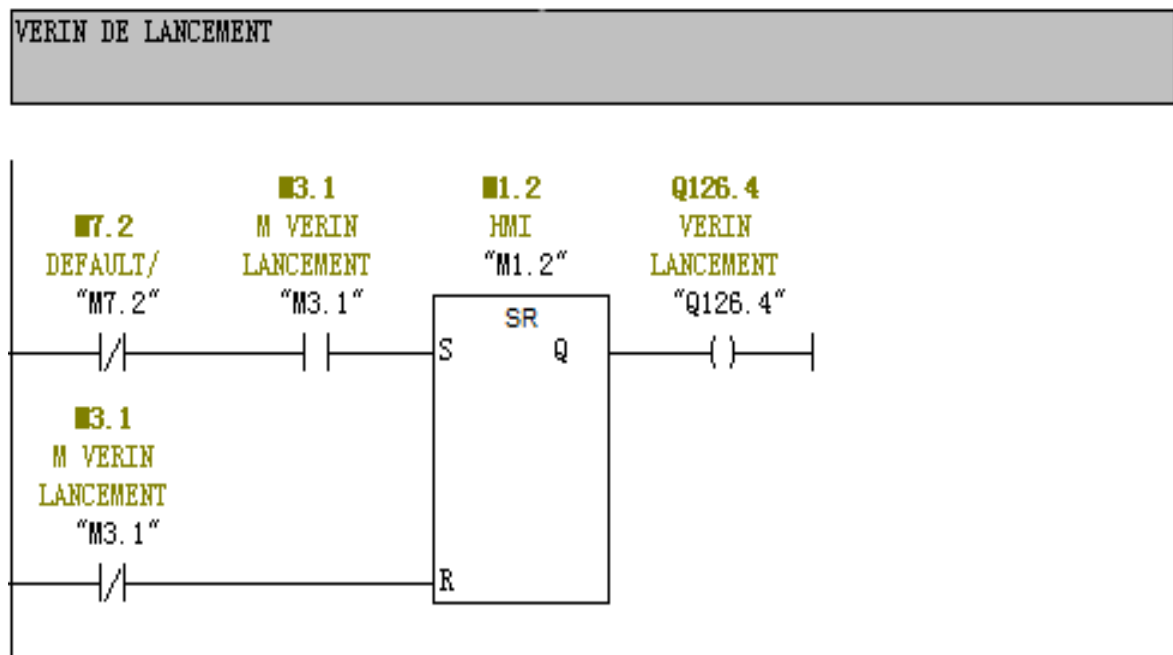 VERIN DE LANCEMENT
M3.1
M VERIN
LANCEMENT
"M3.1"
M1.2
HMI
"M1.2"
Q126.4
VERIN
LANCEMENT
"Q126.4"
M7.2
DEFAULT/
"M7.2"
SR
S
Q
M3.1
M VERIN
LANCEMENT
"M3.1"
R